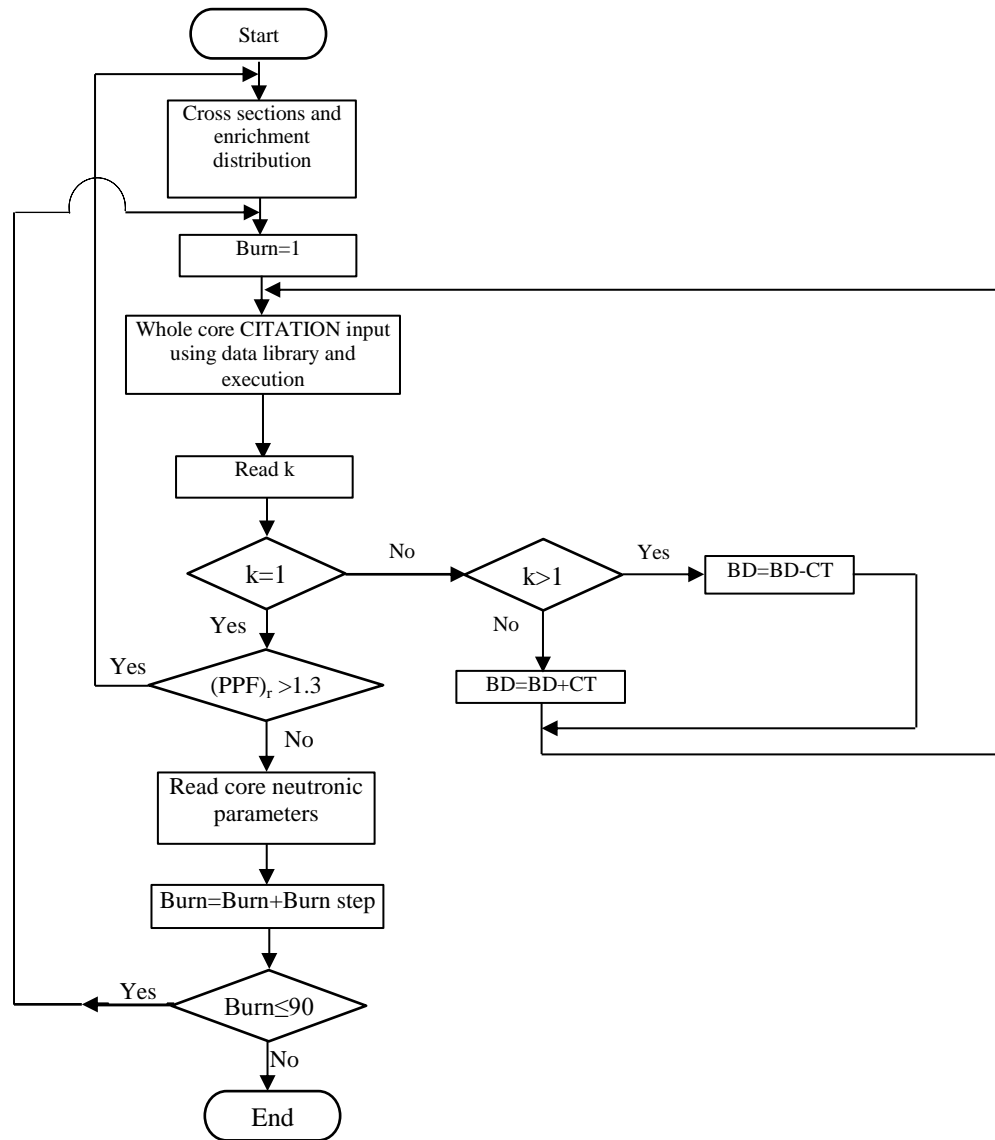 Start
Cross sections and
enrichment
distribution
Burn=1
Whole core CITATION input
using data library and
execution
Read k
k=1
No
k>1
Yes
BD=BD-CT
Yes
No
BD=BD+CT
Yes
(PPF)r >1.3
No
Read core neutronic
parameters
Burn=Burn+Burn step
Yes
Burn≤90
No
End